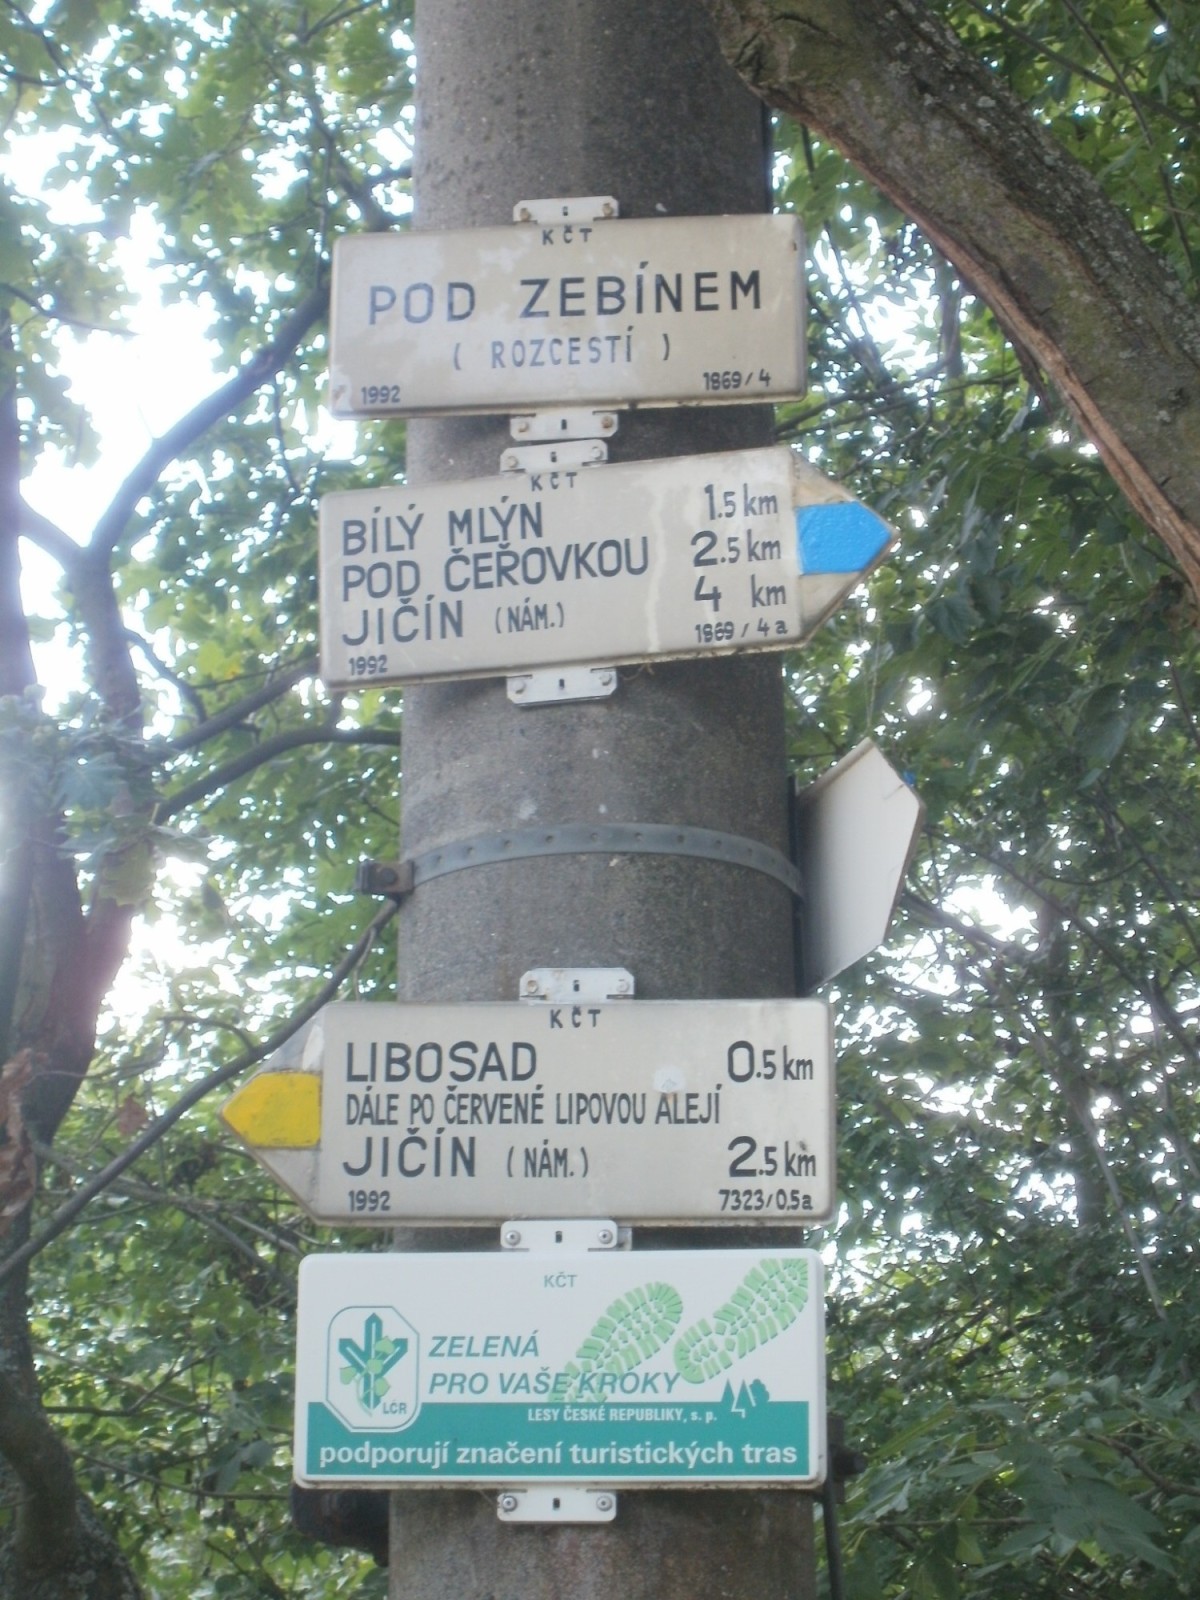 KČT
POD ZEBÍNEM
( ROZCESTÍ )
1992 1869/4
KČT
BÍLÝ MLÝN 1.5 km
POD ČEŘOVKOU 2.5 km
JIČÍN (NÁM.) 4 km
1992 1869/4a
KČT
LIBOSAD 0.5 km
DÁLE PO ČERVENÉ LIPOVOU ALEJÍ
JIČÍN (NÁM.) 2.5 km
1992 7323/0,5a
KČT
ZELENÁ
PRO VAŠE KROKY
LČR
LESY ČESKÉ REPUBLIKY, s. p.
podporují značení turistických tras